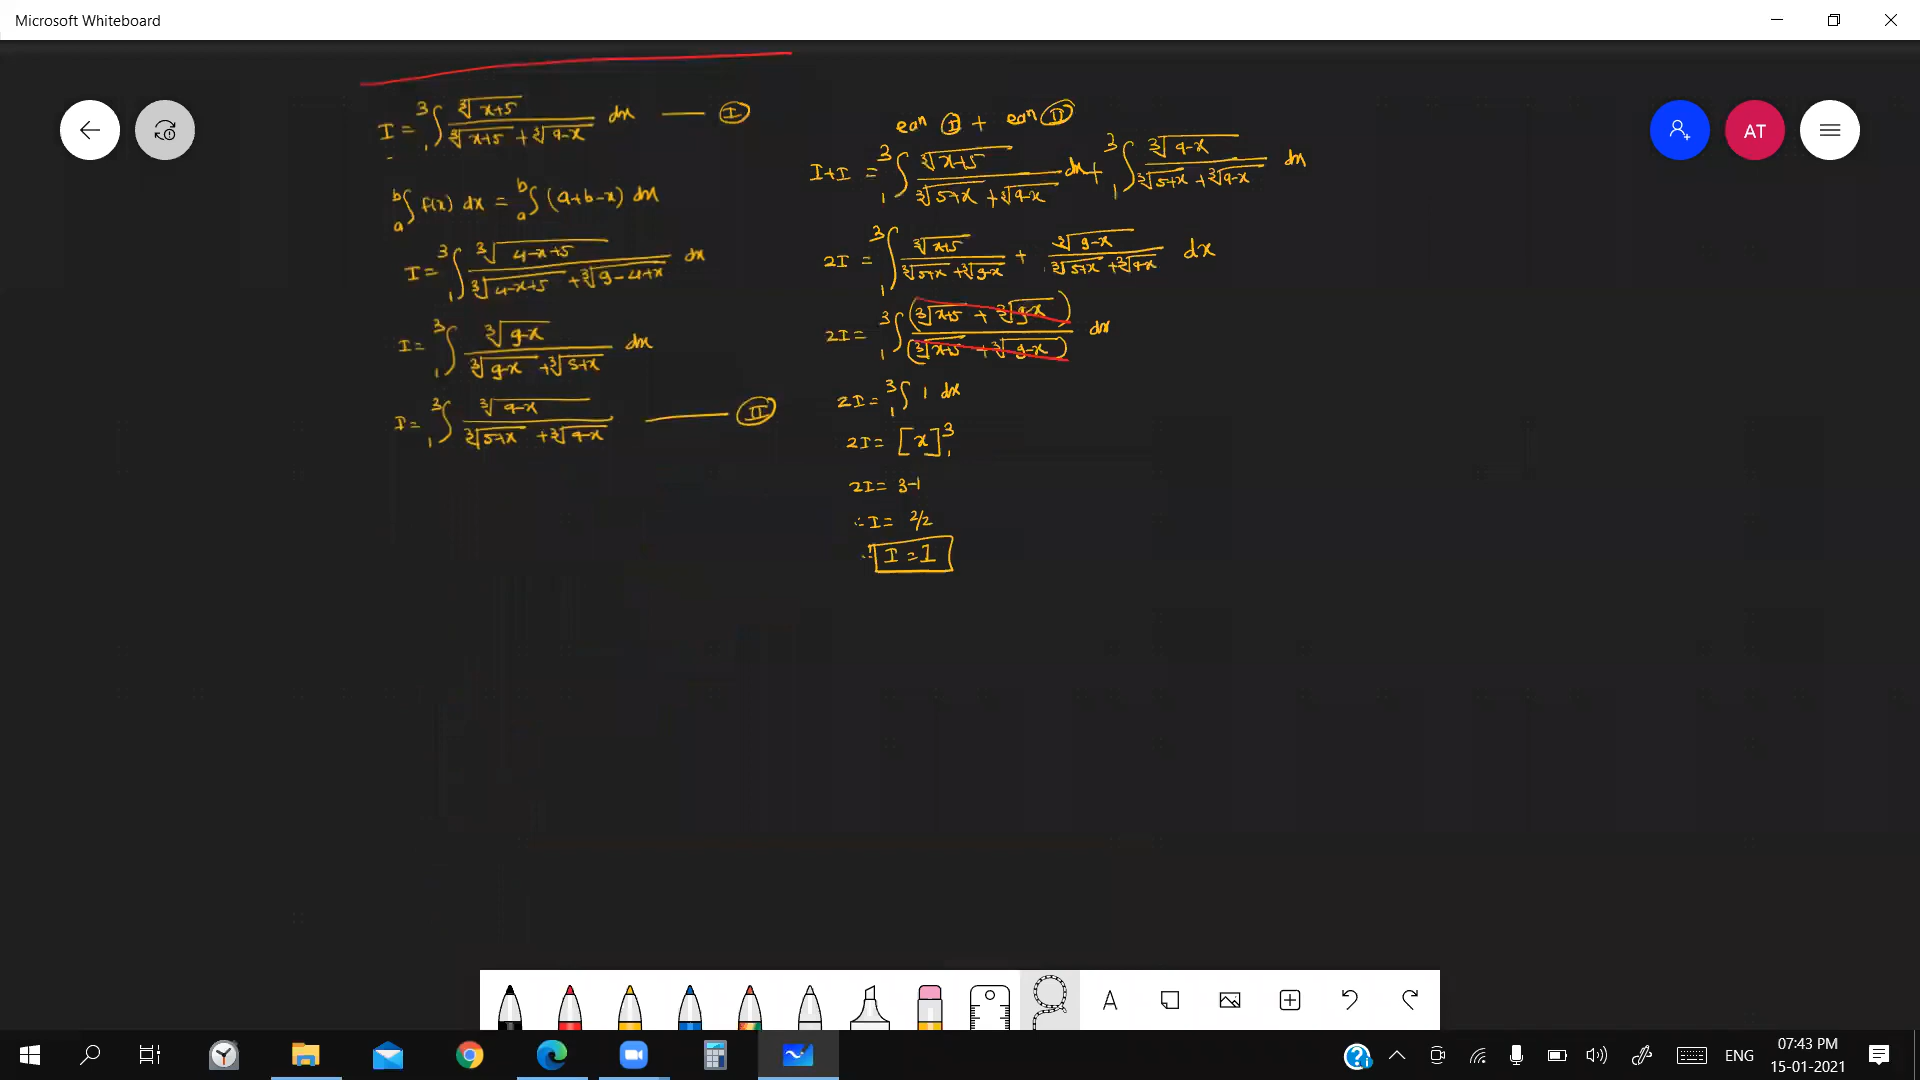 Microsoft Whiteboard
AT
I = ₁³∫ ∛(x+5) / (∛(x+5) + ∛(9-x)) dx — (I)
ₐᵇ∫ f(x) dx = ₐᵇ∫ (a+b-x) dx
I = ₁³∫ ∛(4-x+5) / (∛(4-x+5) + ∛(9-4+x)) dx
I = ₁³∫ ∛(9-x) / (∛(9-x) + ∛(5+x)) dx
I = ₁³∫ ∛(9-x) / (∛(5+x) + ∛(9-x)) — (II)
eqn (I) + eqn (II)
I+I = ₁³∫ ∛(x+5) / (∛(5+x) + ∛(9-x)) dx + ₁³∫ ∛(9-x) / (∛(5+x) + ∛(9-x)) dx
2I = ₁³∫ ∛(x+5) / (∛(5+x) + ∛(9-x)) + ∛(9-x) / (∛(5+x) + ∛(9-x)) dx
2I = ₁³∫ (∛(x+5) + ∛(9-x)) / (∛(x+5) + ∛(9-x)) dx
2I = ₁³∫ 1 dx
2I = [x]₁³
2I = 3-1
∴ I = 2/2
∴ I = 1
A
ENG
07:43 PM
15-01-2021